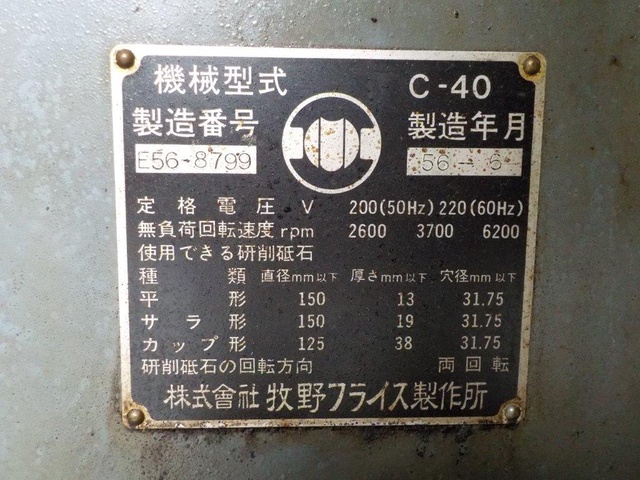 機械型式 C-40
製造番号 製造年月
E56-8799 56-6
定格電圧 V 200(50Hz) 220(60Hz)
無負荷回転速度rpm 2600 3700 6200
使用できる研削砥石
種類 直径mm以下 厚さmm以下 穴径mm以下
平形 150 13 31.75
サラ形 150 19 31.75
カップ形 125 38 31.75
研削砥石の回転方向 両回転
株式會社 牧野フライス製作所